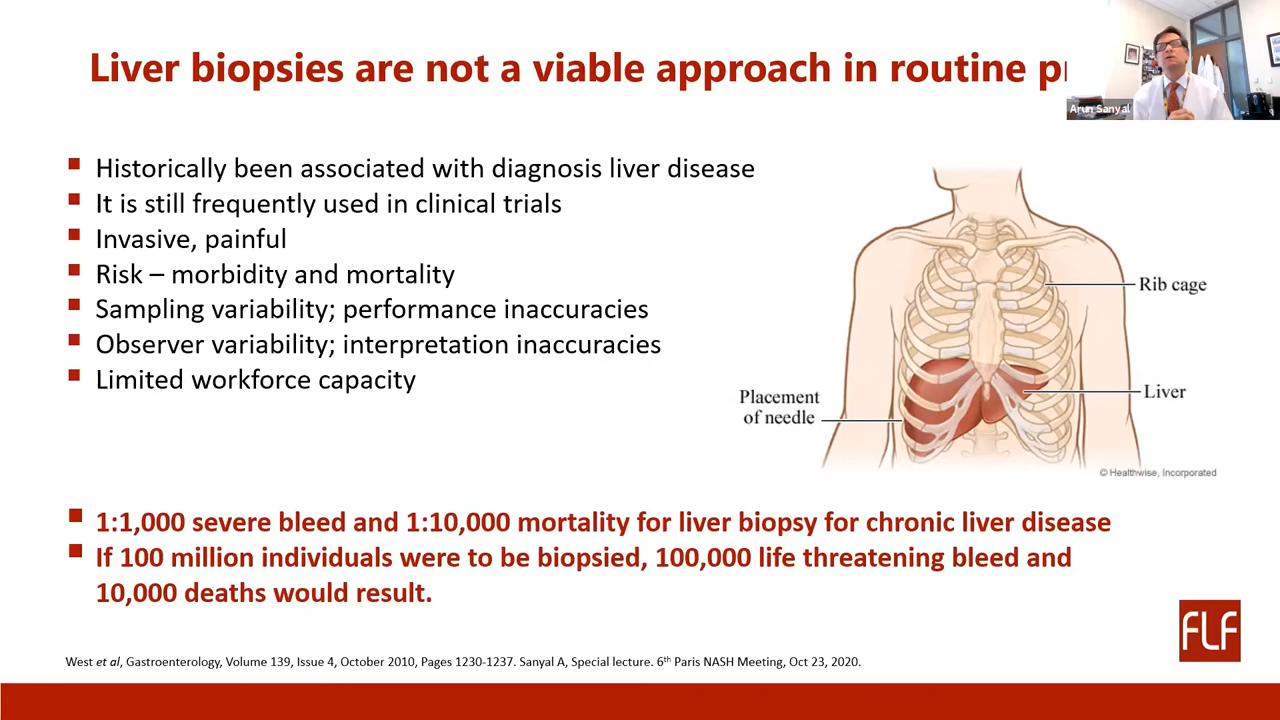 Liver biopsies are not a viable approach in routine
Arun Sanyal
Historically been associated with diagnosis liver disease
It is still frequently used in clinical trials
Invasive, painful
Risk – morbidity and mortality
Sampling variability; performance inaccuracies
Observer variability; interpretation inaccuracies
Limited workforce capacity
Rib cage
Liver
Placement
of needle
© Healthwise, Incorporated
1:1,000 severe bleed and 1:10,000 mortality for liver biopsy for chronic liver disease
If 100 million individuals were to be biopsied, 100,000 life threatening bleed and
10,000 deaths would result.
FLF
West et al, Gastroenterology, Volume 139, Issue 4, October 2010, Pages 1230-1237. Sanyal A, Special lecture. 6th Paris NASH Meeting, Oct 23, 2020.